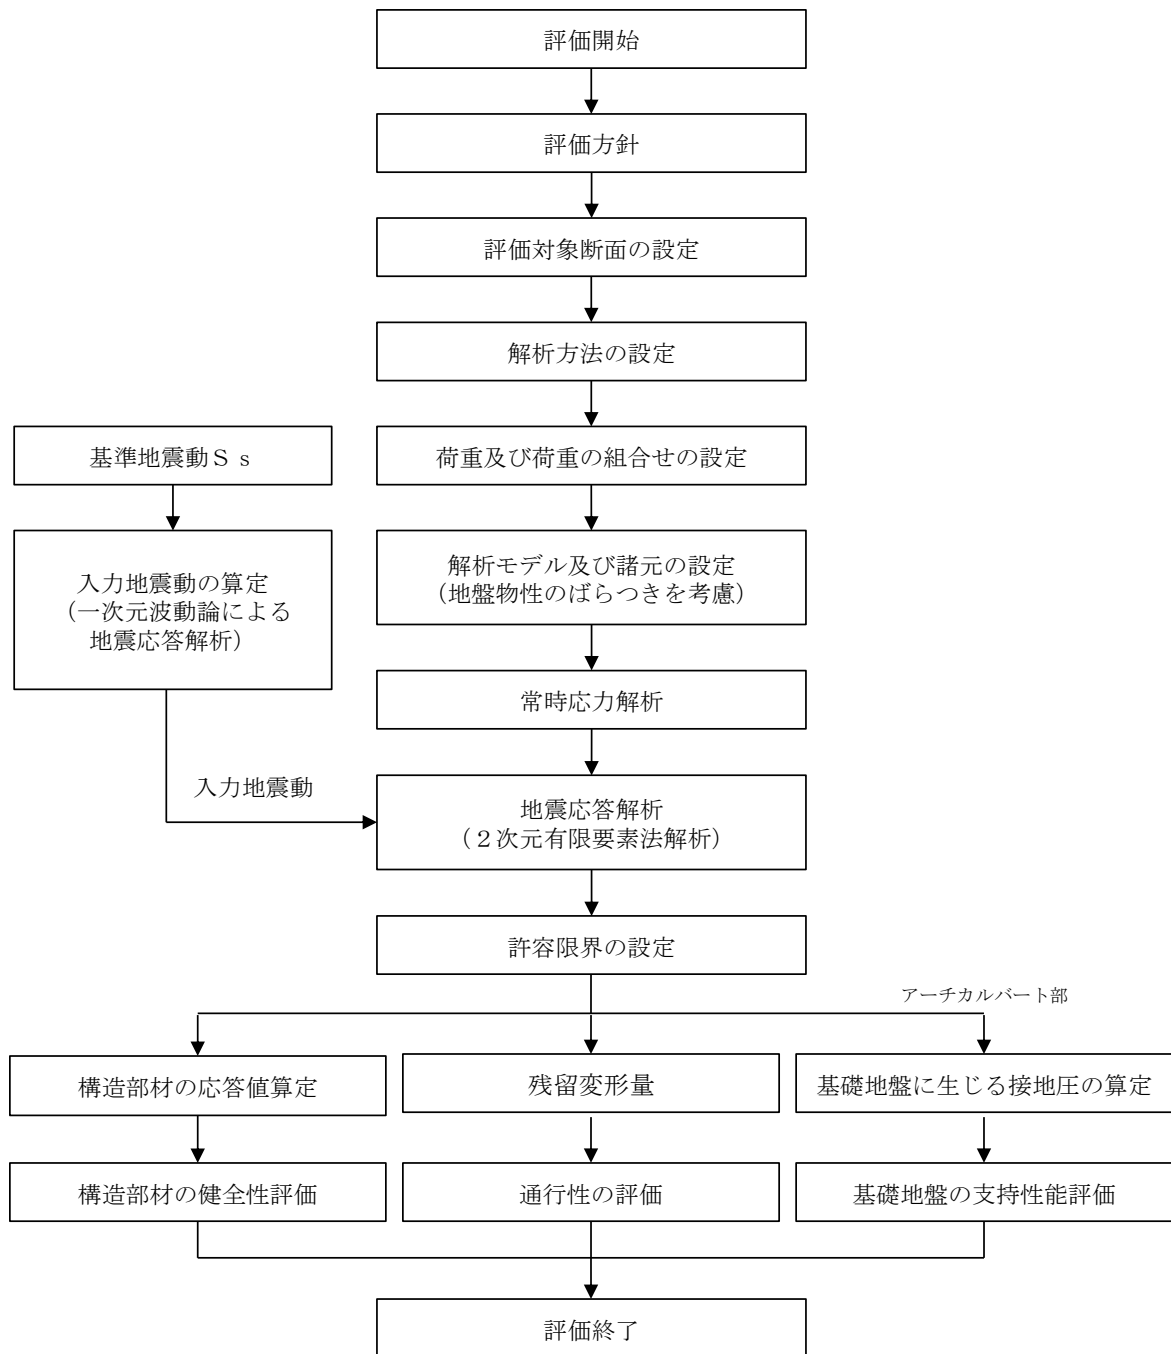 評価開始
評価方針
評価対象断面の設定
解析方法の設定
基準地震動Ｓｓ
荷重及び荷重の組合せの設定
入力地震動の算定
（一次元波動論による
地震応答解析）
解析モデル及び諸元の設定
（地盤物性のばらつきを考慮）
常時応力解析
入力地震動
地震応答解析
（２次元有限要素法解析）
許容限界の設定
アーチカルバート部
構造部材の応答値算定
残留変形量
基礎地盤に生じる接地圧の算定
構造部材の健全性評価
通行性の評価
基礎地盤の支持性能評価
評価終了